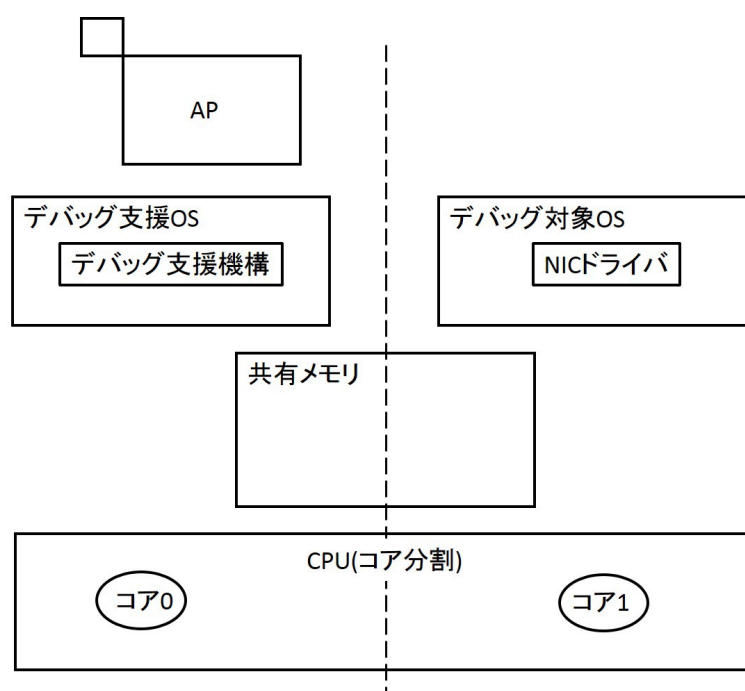 AP
デバッグ支援OS
デバッグ支援機構
デバッグ対象OS
NICドライバ
共有メモリ
CPU(コア分割)
コア0
コア1